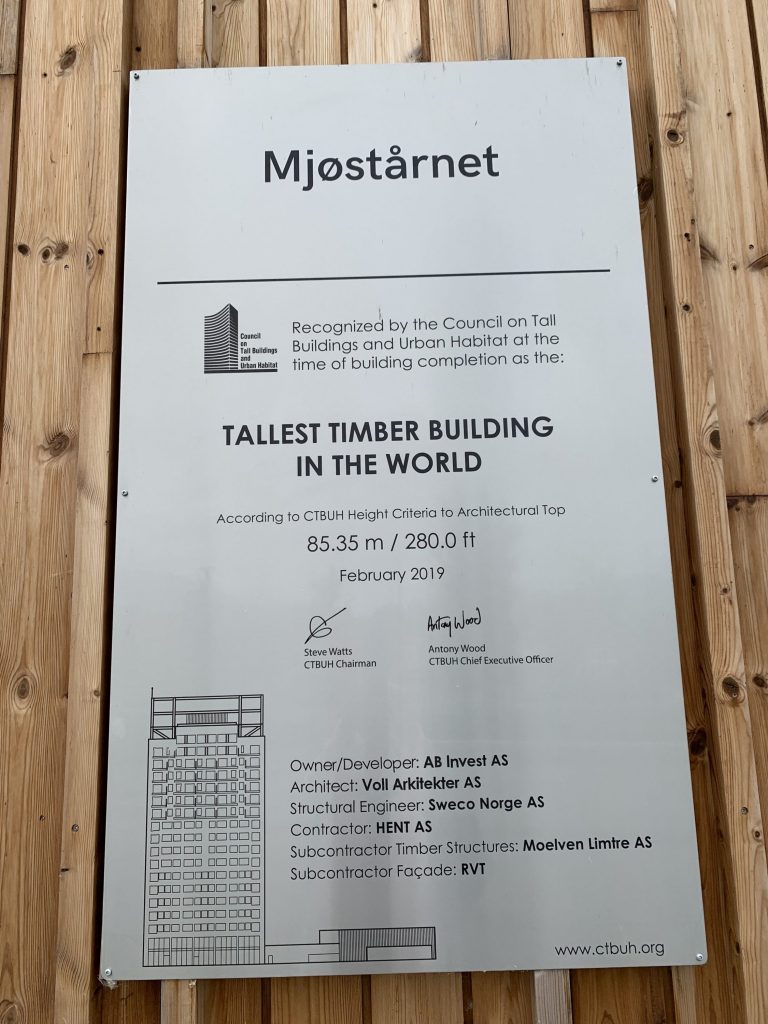 Mjøstårnet
Council
on
Tall Buildings
and
Urban Habitat
Recognized by the Council on Tall
Buildings and Urban Habitat at the
time of building completion as the:
TALLEST TIMBER BUILDING
IN THE WORLD
According to CTBUH Height Criteria to Architectural Top
85.35 m / 280.0 ft
February 2019
Antony Wood
Steve Watts
CTBUH Chairman
Antony Wood
CTBUH Chief Executive Officer
Owner/Developer: AB Invest AS
Architect: Voll Arkitekter AS
Structural Engineer: Sweco Norge AS
Contractor: HENT AS
Subcontractor Timber Structures: Moelven Limtre AS
Subcontractor Façade: RVT
www.ctbuh.org